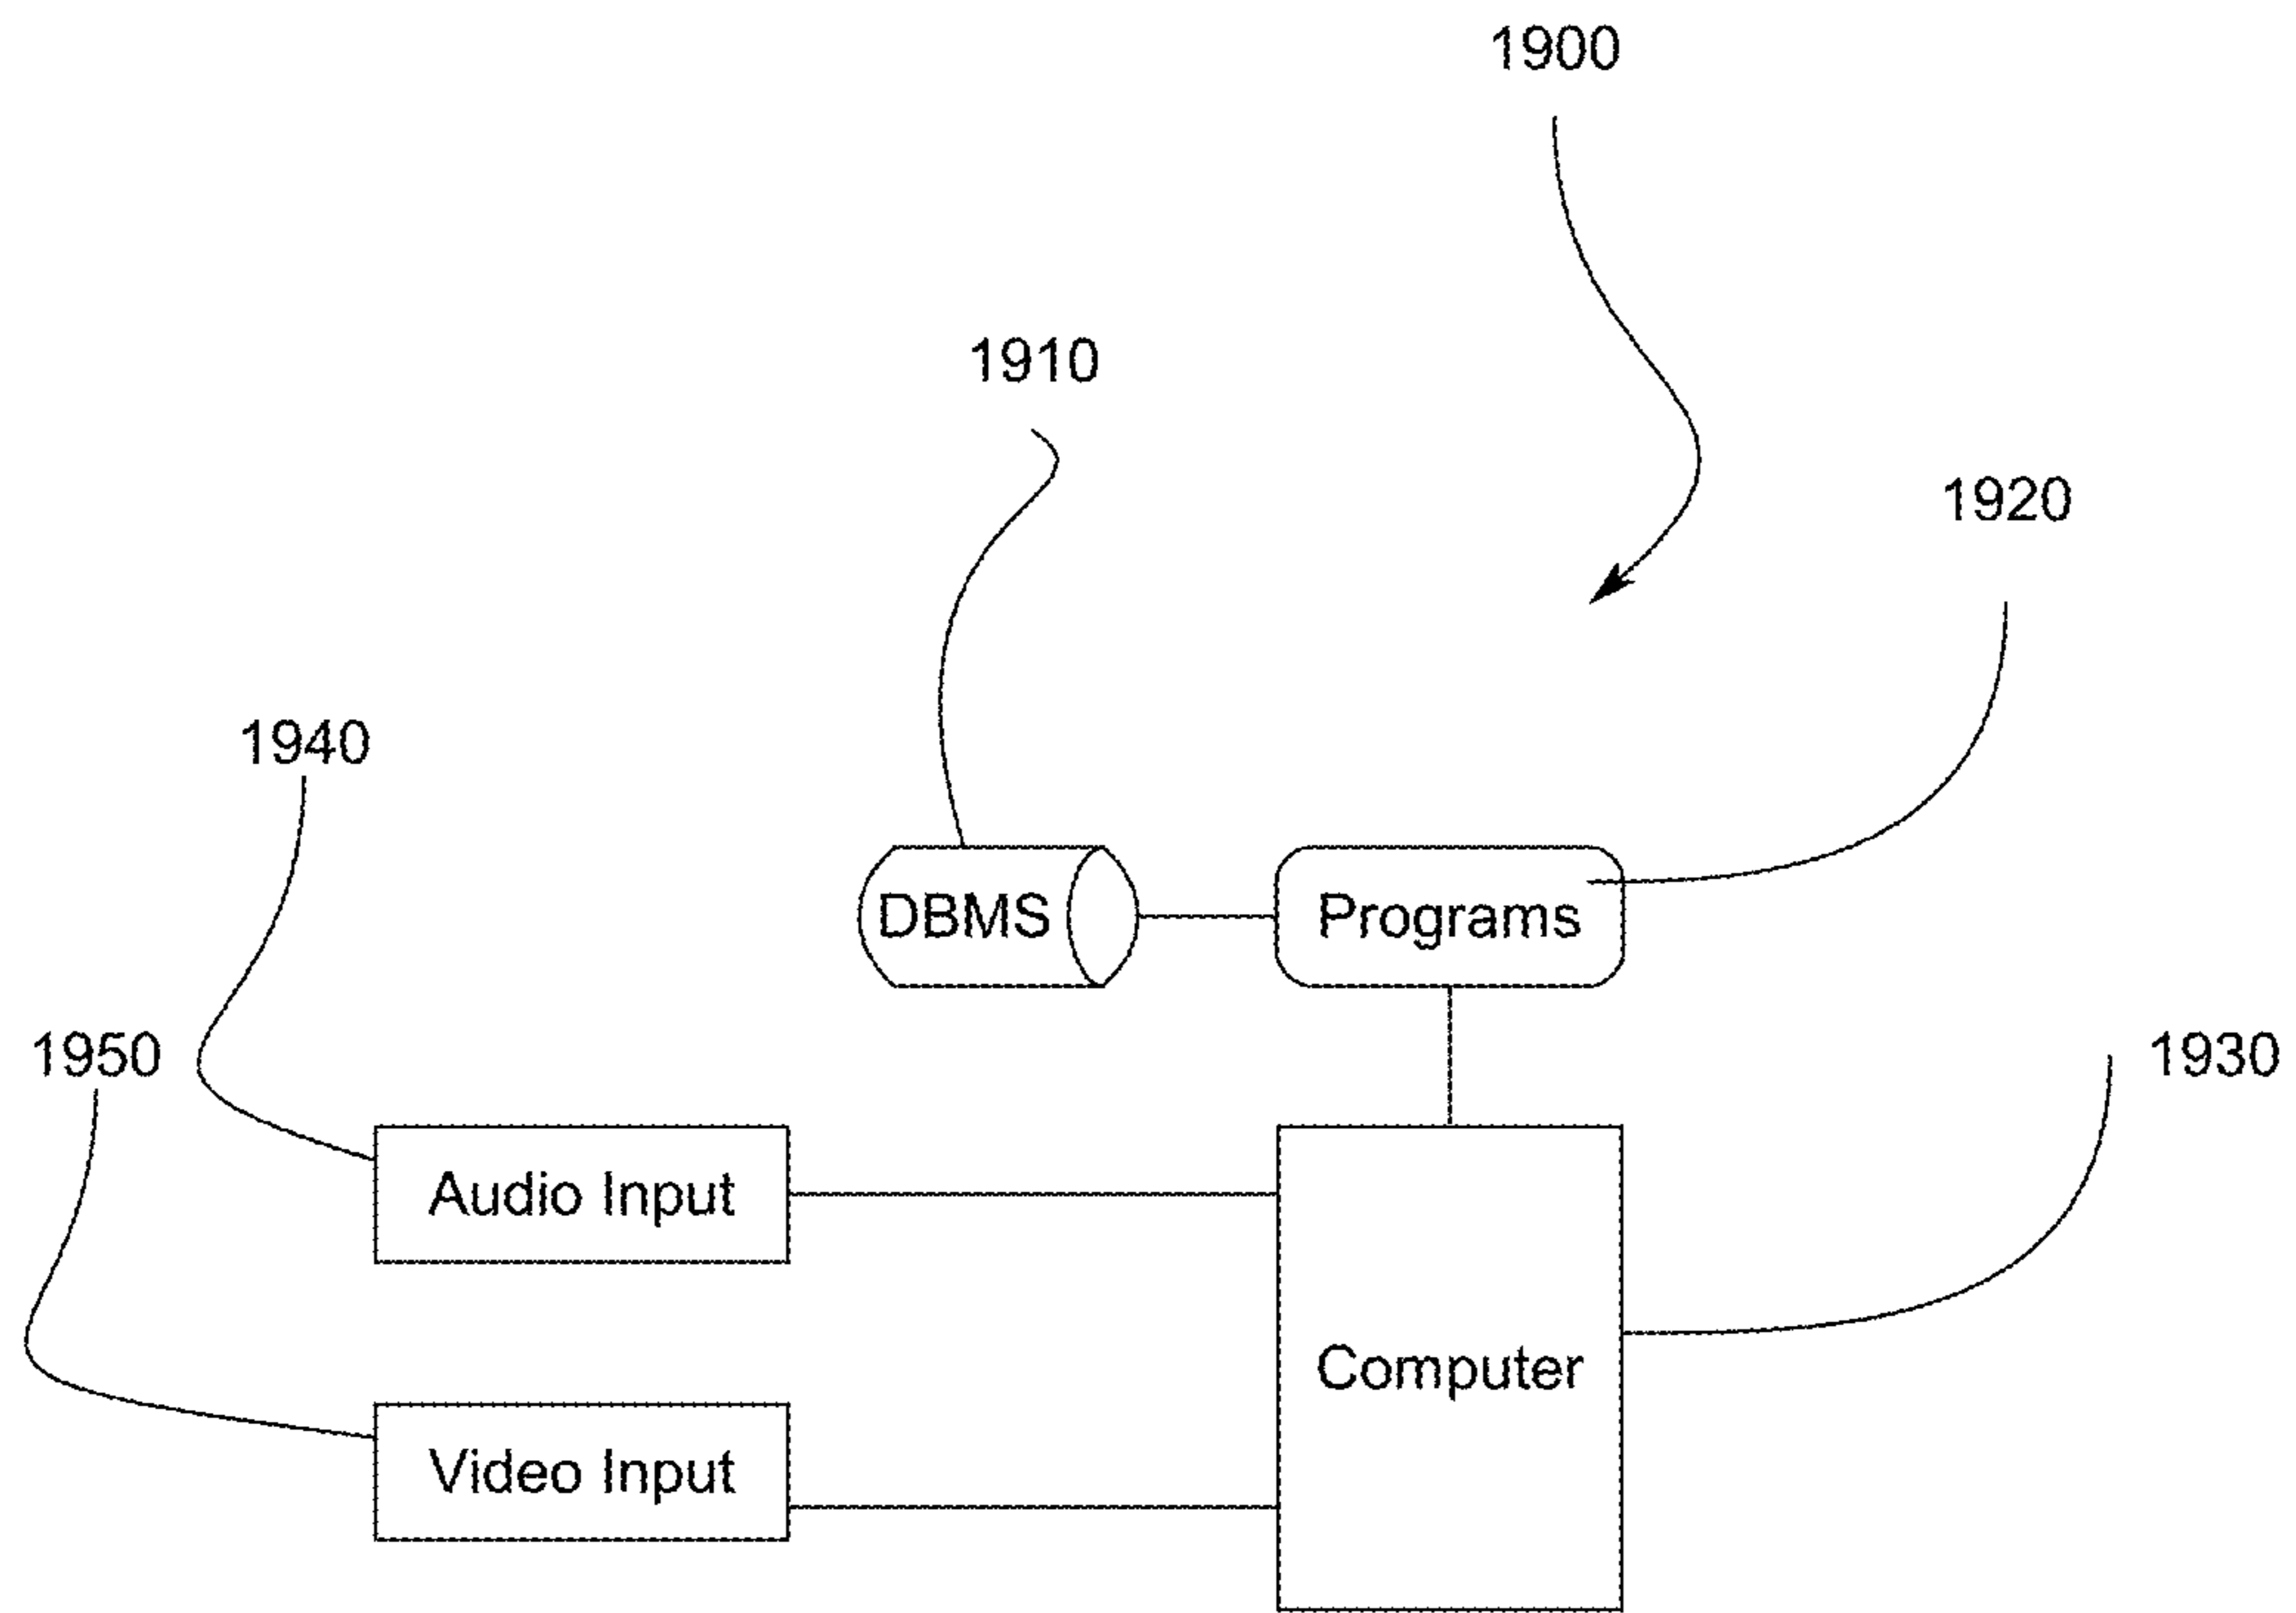 1900
1910
1920
1940
DBMS
Programs
1950
1930
Audio Input
Computer
Video Input